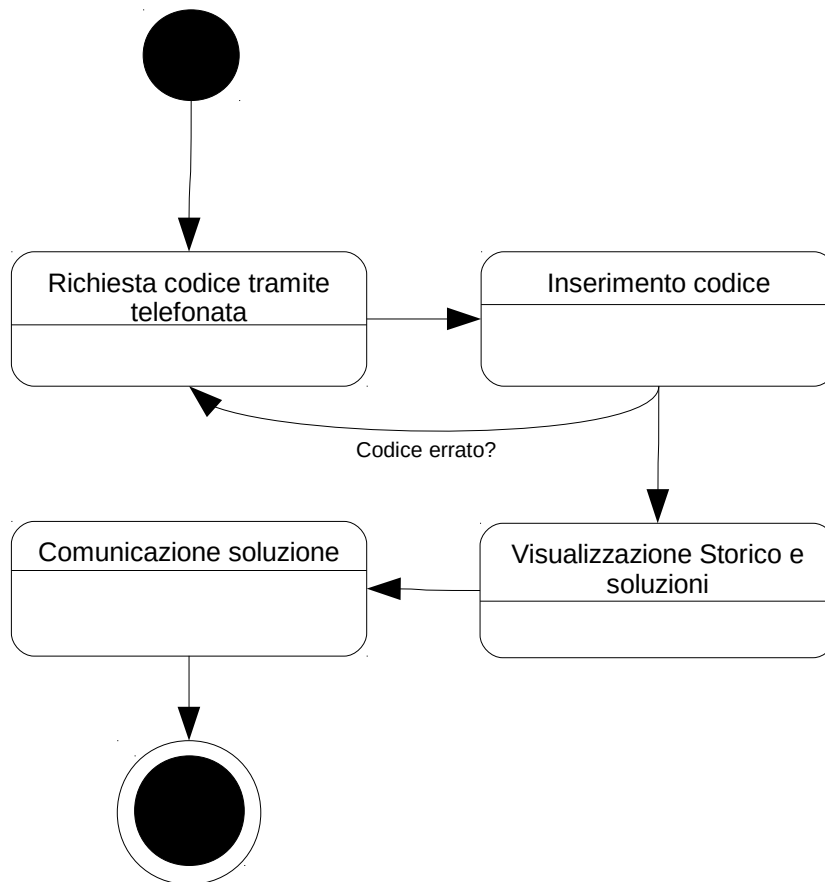 Richiesta codice tramite
telefonata
Inserimento codice
Codice errato?
Comunicazione soluzione
Visualizzazione Storico e
soluzioni